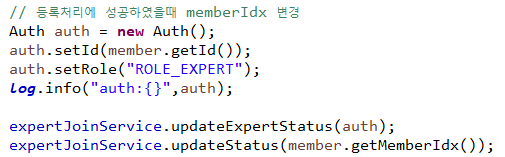 // 등록처리에 성공하였을때 memberIdx 변경
Auth auth = new Auth();
auth.setId(member.getId());
auth.setRole("ROLE_EXPERT");
log.info("auth:{}",auth);
expertJoinService.updateExpertStatus(auth);
expertJoinService.updateStatus(member.getMemberIdx());